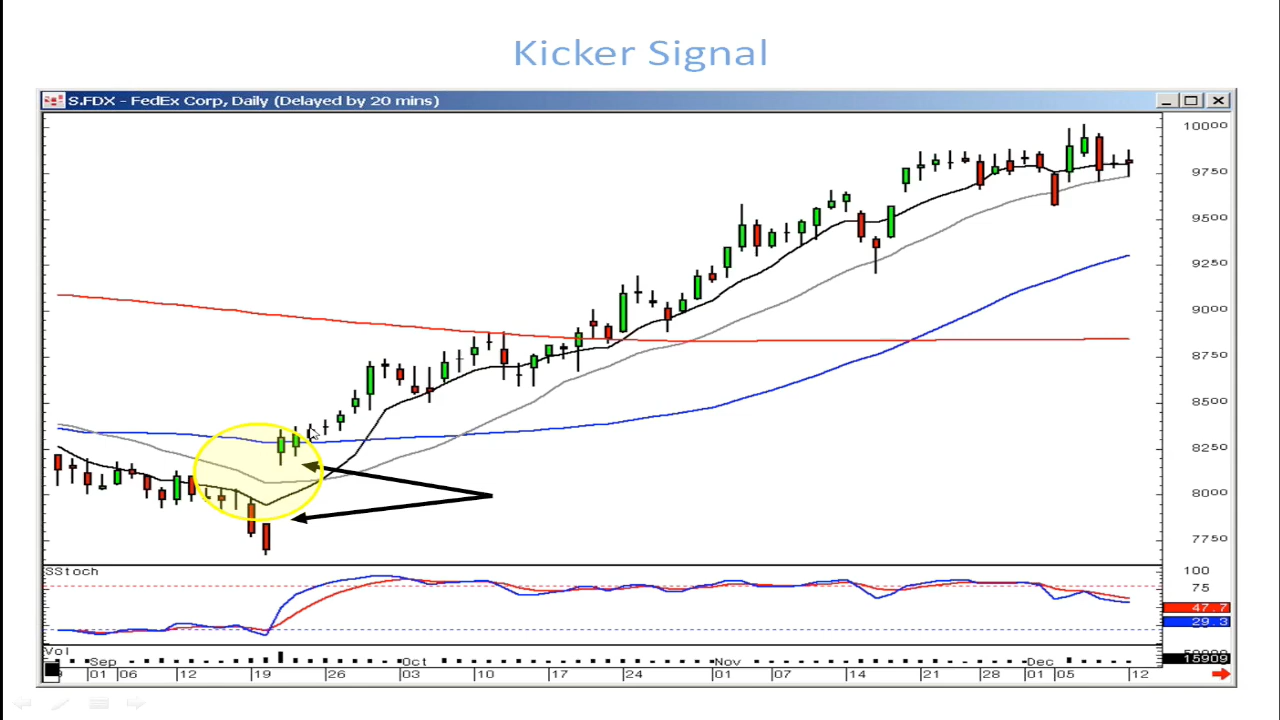 Kicker Signal
S.FDX - FedEx Corp, Daily (Delayed by 20 mins)
10000
9750
9500
9250
9000
8750
8500
8250
8000
7750
SStoch
100
75
47.7
29.3
Vol
15909
Sep Oct Nov Dec
01 06 12 19 26 03 10 17 24 01 07 14 21 28 01 05 12